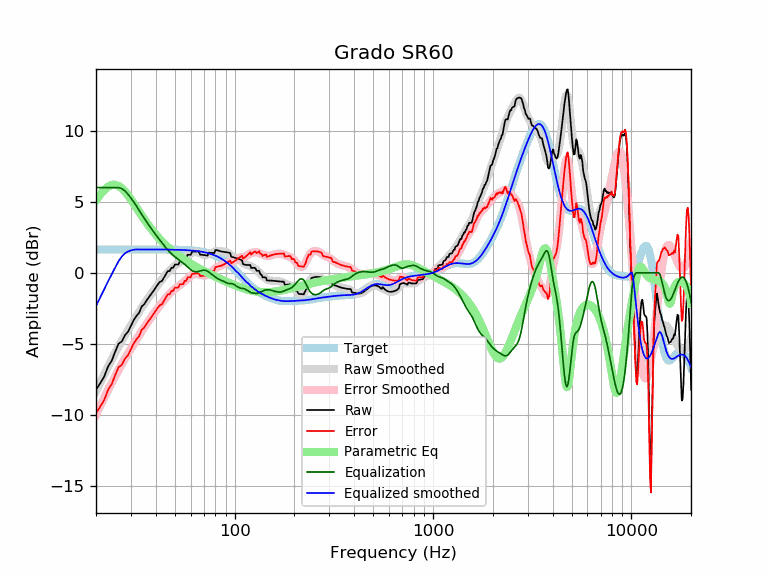 Grado SR60
Amplitude (dBr)
10
5
0
−5
−10
−15
Target
Raw Smoothed
Error Smoothed
Raw
Error
Parametric Eq
Equalization
Equalized smoothed
100
1000
10000
Frequency (Hz)